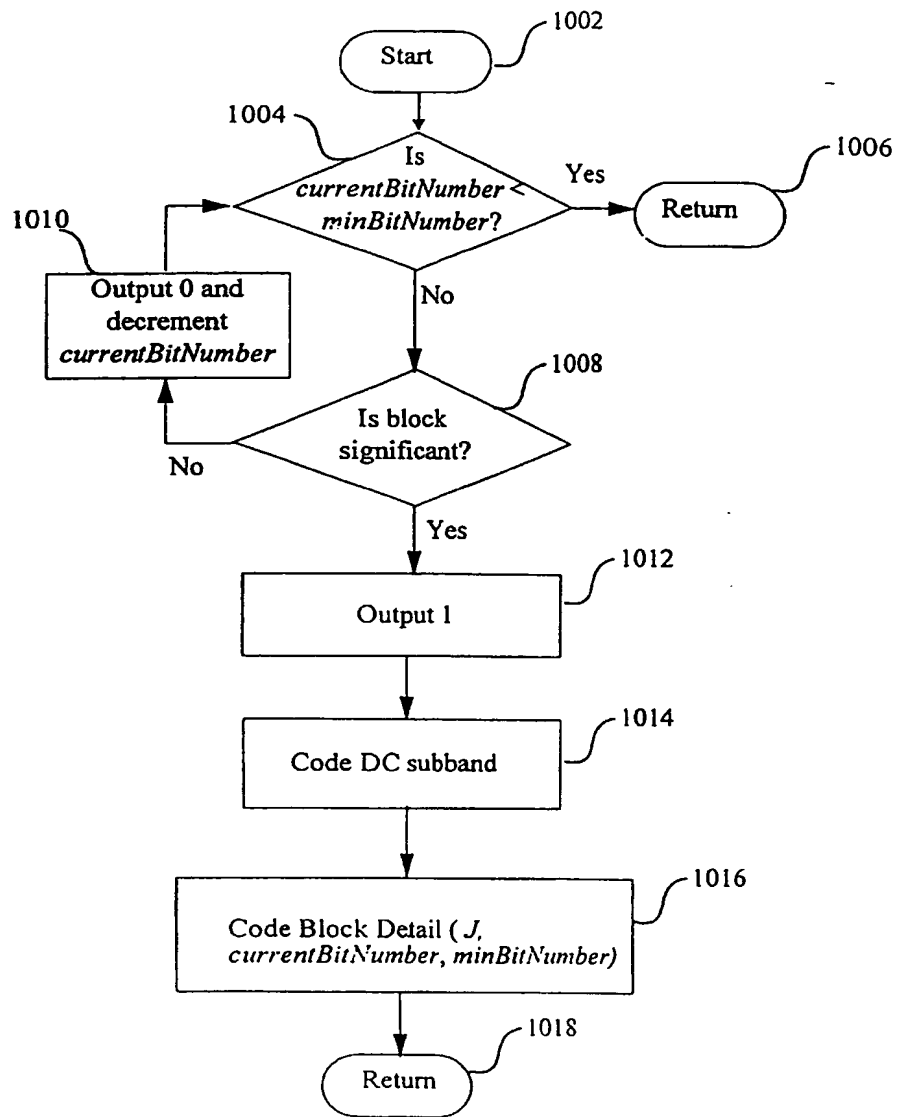 1002
Start
1004
Is
currentBitNumber <
minBitNumber?
Yes
1006
Return
1010
Output 0 and
decrement
currentBitNumber
No
1008
Is block
significant?
No
Yes
1012
Output 1
1014
Code DC subband
1016
Code Block Detail ( J,
currentBitNumber, minBitNumber)
1018
Return